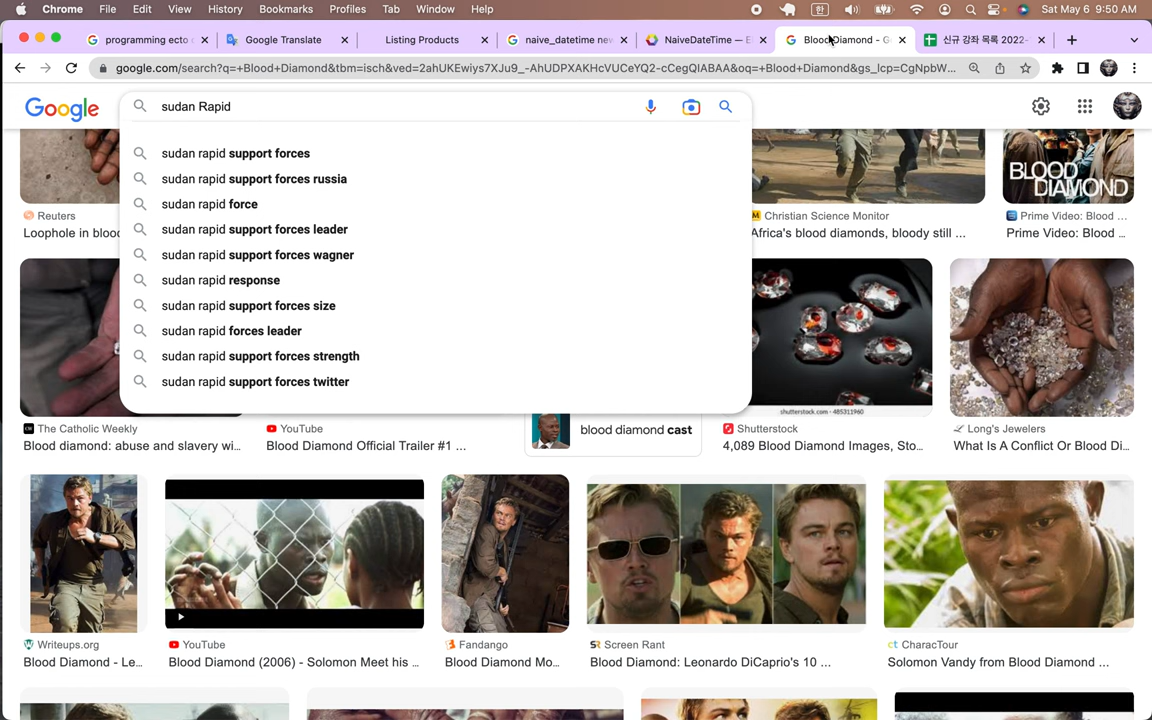 Chrome File Edit View History Bookmarks Profiles Tab Window Help 한 Sat May 6 9:50 AM
programming ecto Google Translate Listing Products naive_datetime new NaiveDateTime — E Blood Diamond - G 신규 강좌 목록 2022-
google.com/search?q=+Blood+Diamond&tbm=isch&ved=2ahUKEwiys7XJu9_-AhUDPXAKHcVUCeYQ2-cCegQIABAA&oq=+Blood+Diamond&gs_lcp=CgNpbW...
Google sudan Rapid
sudan rapid support forces
sudan rapid support forces russia
sudan rapid force
sudan rapid support forces leader
sudan rapid support forces wagner
sudan rapid response
sudan rapid support forces size
sudan rapid forces leader
sudan rapid support forces strength
sudan rapid support forces twitter
BLOOD
DIAMOND
Reuters
Loophole in blood
Christian Science Monitor
Africa's blood diamonds, bloody still ...
Prime Video: Blood ...
Prime Video: Blood ...
shutterstock.com · 485311960
The Catholic Weekly
Blood diamond: abuse and slavery wi...
YouTube
Blood Diamond Official Trailer #1 ...
blood diamond cast
Shutterstock
4,089 Blood Diamond Images, Sto...
Long's Jewelers
What Is A Conflict Or Blood Di...
Writeups.org
Blood Diamond - Le...
YouTube
Blood Diamond (2006) - Solomon Meet his ...
Fandango
Blood Diamond Mo...
SR Screen Rant
Blood Diamond: Leonardo DiCaprio's 10 ...
ct CharacTour
Solomon Vandy from Blood Diamond ...